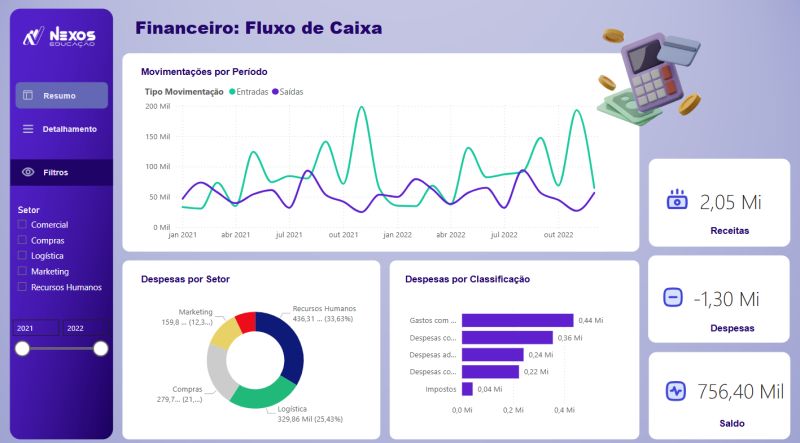 NEXOS
EDUCAÇÃO
Resumo
Detalhamento
Filtros
Setor
Comercial
Compras
Logística
Marketing
Recursos Humanos
2021 2022
Financeiro: Fluxo de Caixa
Movimentações por Período
Tipo Movimentação Entradas Saídas
200 Mil
150 Mil
100 Mil
50 Mil
0 Mil
jan 2021 abr 2021 jul 2021 out 2021 jan 2022 abr 2022 jul 2022 out 2022
Despesas por Setor
Marketing
159,8 ... (12,3...)
Recursos Humanos
436,31 ... (33,63%)
Compras
279,7... (21,...)
Logística
329,86 Mil (25,43%)
Despesas por Classificação
Gastos com ... 0,44 Mi
Despesas co... 0,36 Mi
Despesas ad... 0,24 Mi
Despesas co... 0,22 Mi
Impostos 0,04 Mi
0,0 Mi 0,2 Mi 0,4 Mi
2,05 Mi
Receitas
-1,30 Mi
Despesas
756,40 Mil
Saldo